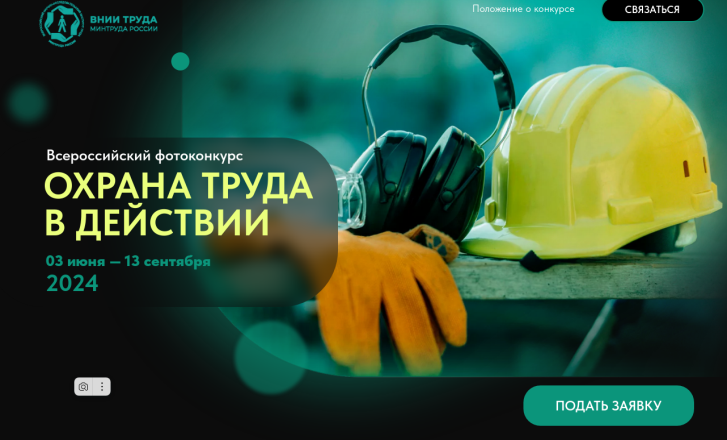 ВНИИ ТРУДА
МИНТРУДА РОССИИ
Положение о конкурсе
СВЯЗАТЬСЯ
Всероссийский фотоконкурс
ОХРАНА ТРУДА
В ДЕЙСТВИИ
03 июня — 13 сентября
2024
ПОДАТЬ ЗАЯВКУ